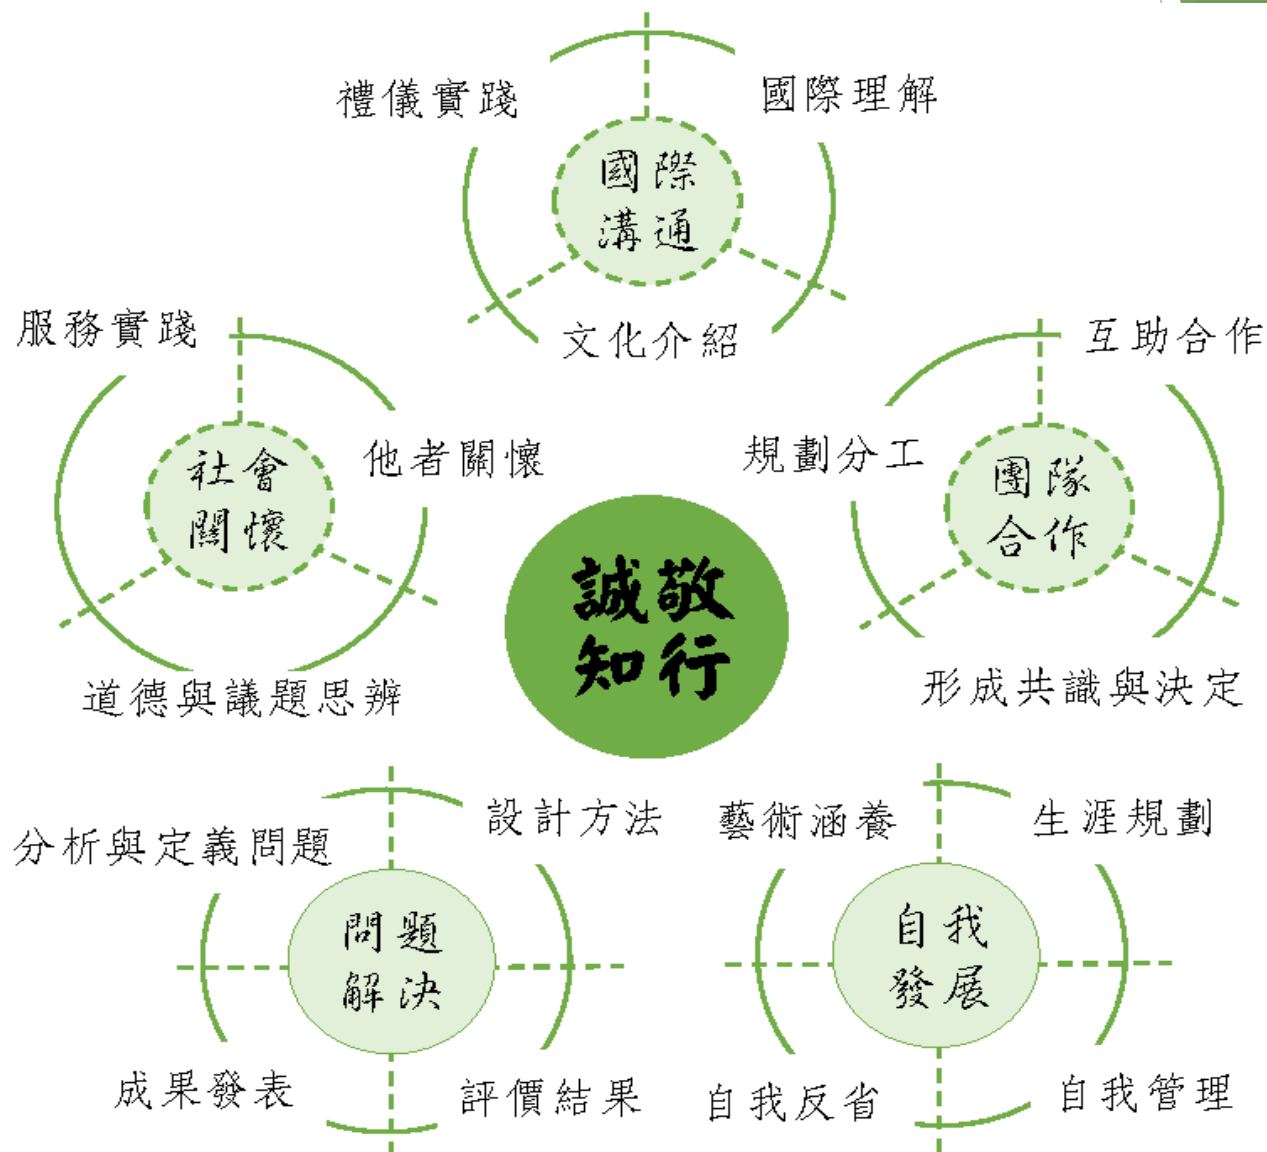 禮儀實踐
國際理解
國際
溝通
文化介紹
服務實踐
他者關懷
社會
關懷
道德與議題思辨
互助合作
規劃分工
團隊
合作
形成共識與決定
誠敬
知行
分析與定義問題
設計方法
問題
解決
成果發表
評價結果
藝術涵養
生涯規劃
自我
發展
自我反省
自我管理